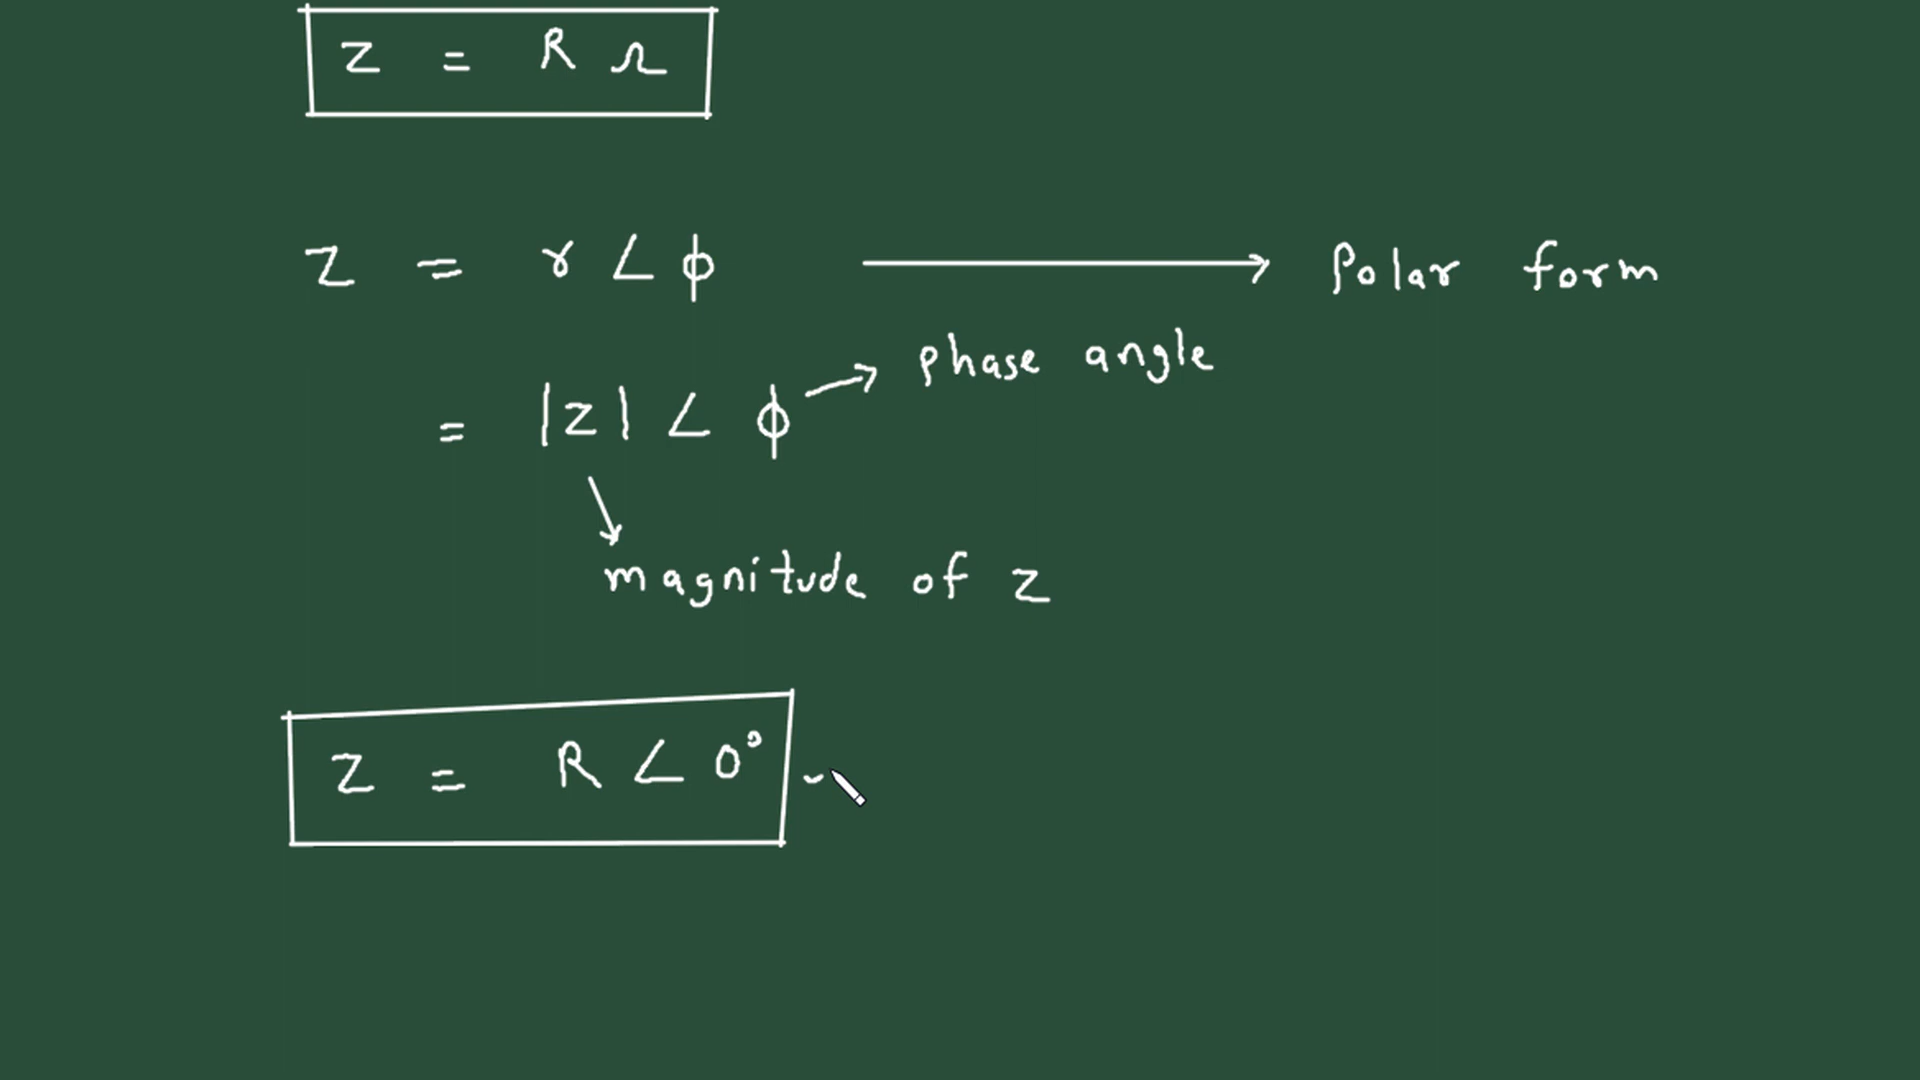 Z = R Ω
Z = r ∠ ϕ → Polar form
= |Z| ∠ ϕ → phase angle
magnitude of Z
Z = R ∠ 0°